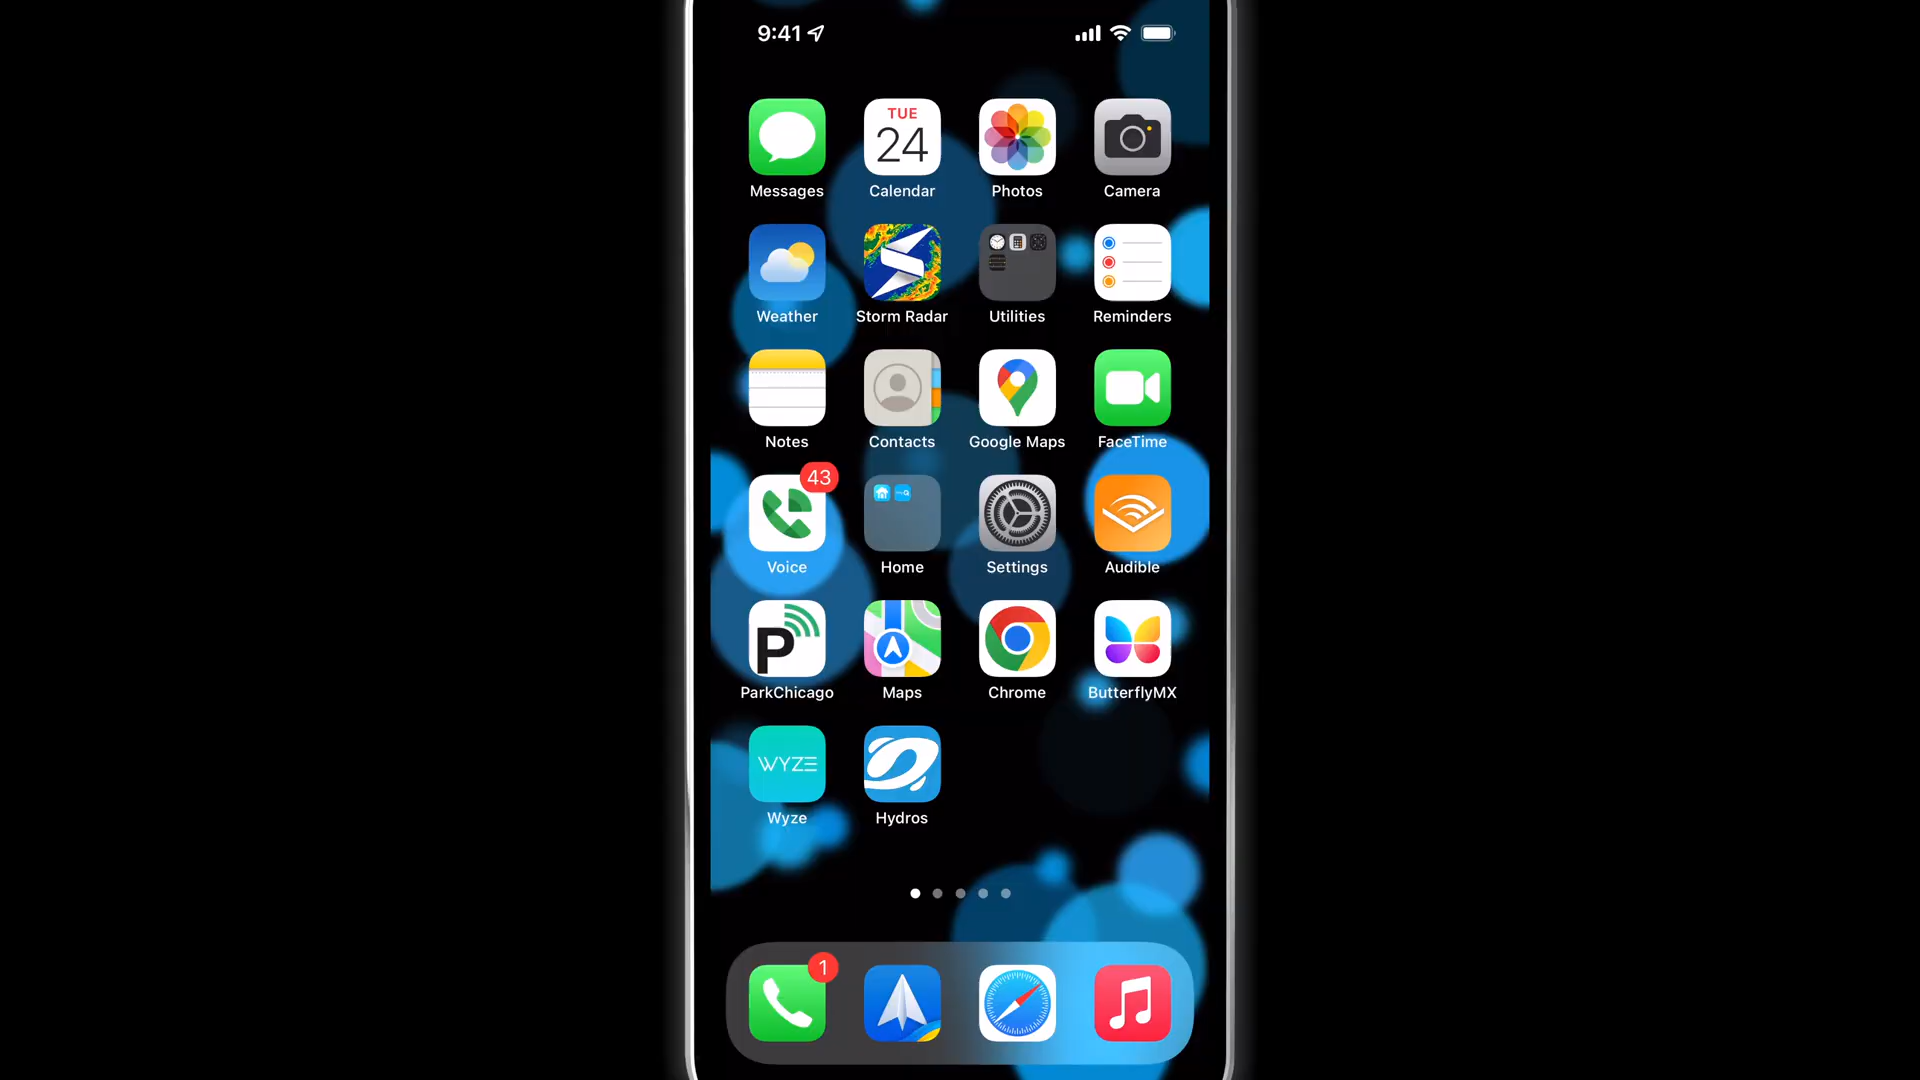 9:41
TUE
24
Messages
Calendar
Photos
Camera
Weather
Storm Radar
Utilities
Reminders
Notes
Contacts
Google Maps
FaceTime
43
Voice
Home
Settings
Audible
P
ParkChicago
Maps
Chrome
ButterflyMX
WYZE
Wyze
Hydros
1